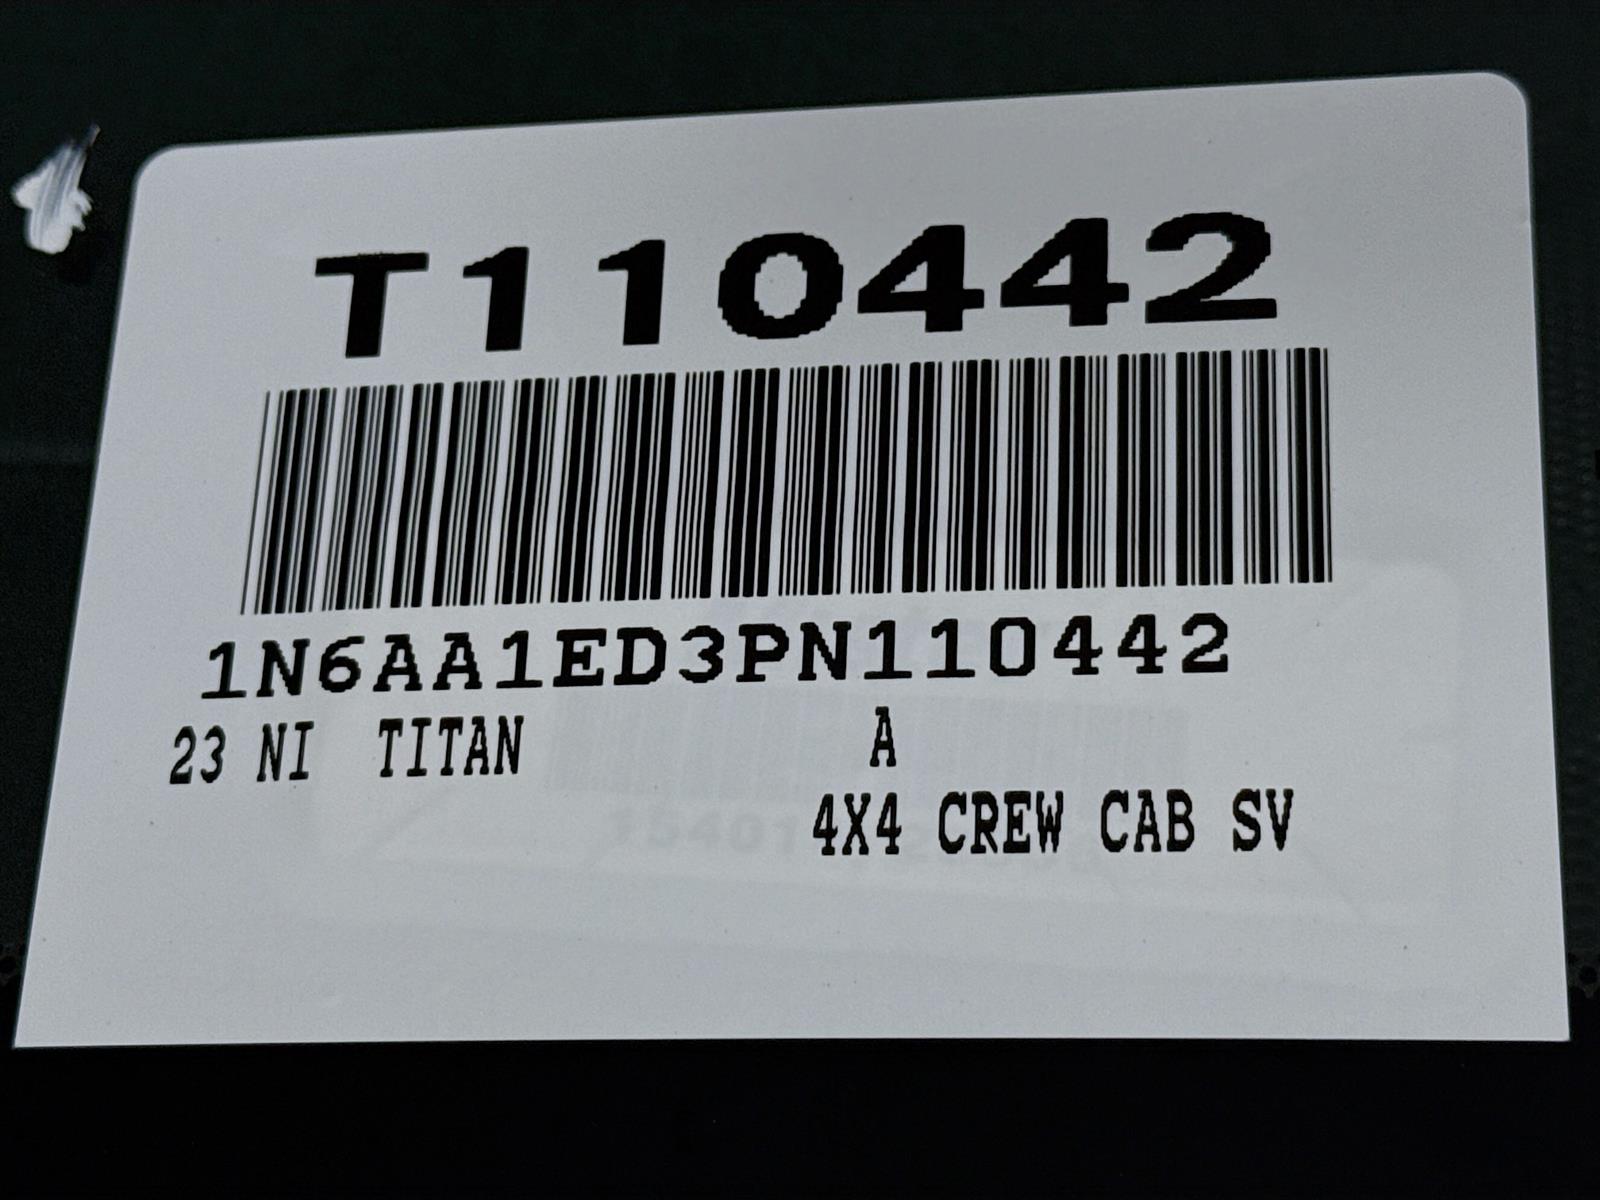 T110442
1N6AA1ED3PN110442
23 NI TITAN A
4X4 CREW CAB SV